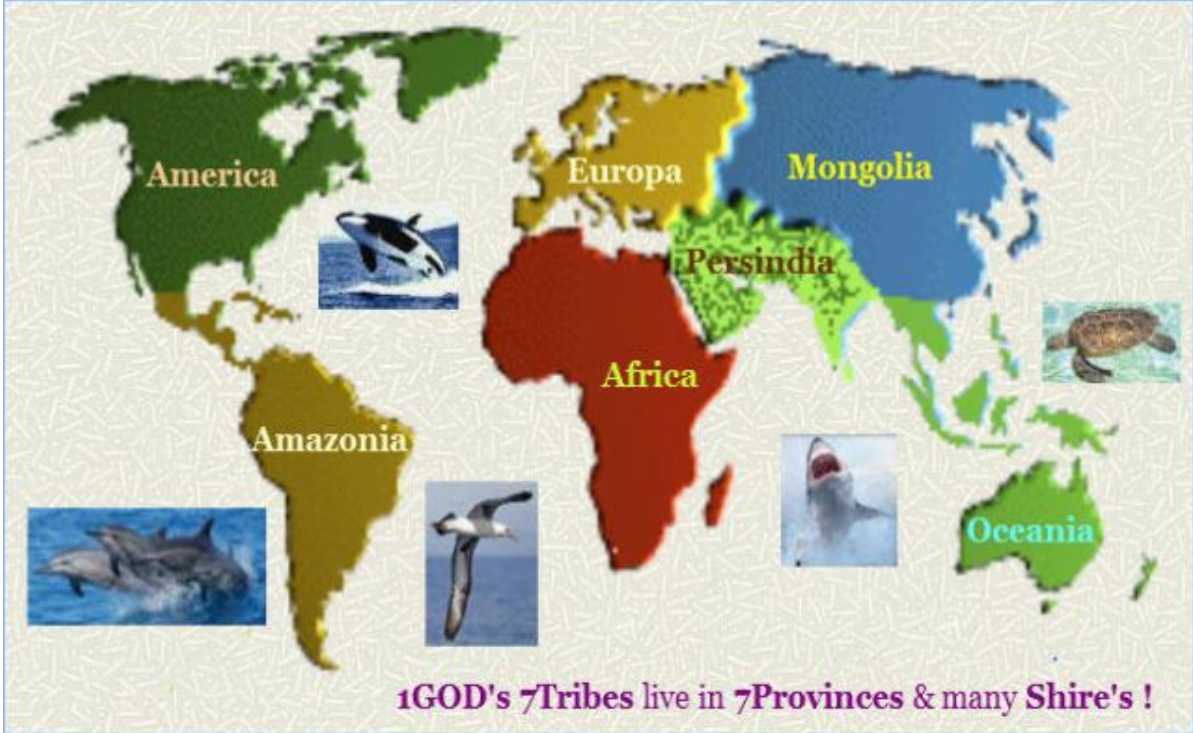 America
Europa
Mongolia
Persindia
Africa
Amazonia
Oceania
1GOD's 7Tribes live in 7Provinces & many Shire's !